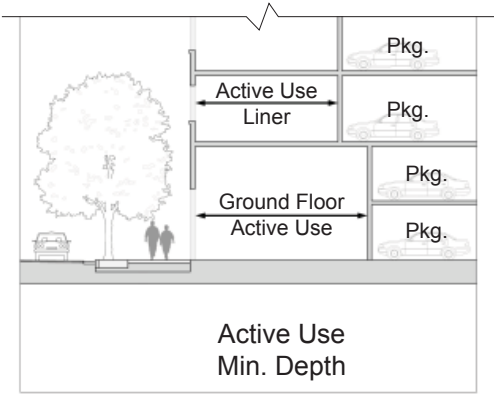 Pkg.
Active Use
Liner
Pkg.
Pkg.
Ground Floor
Active Use
Pkg.
Active Use
Min. Depth